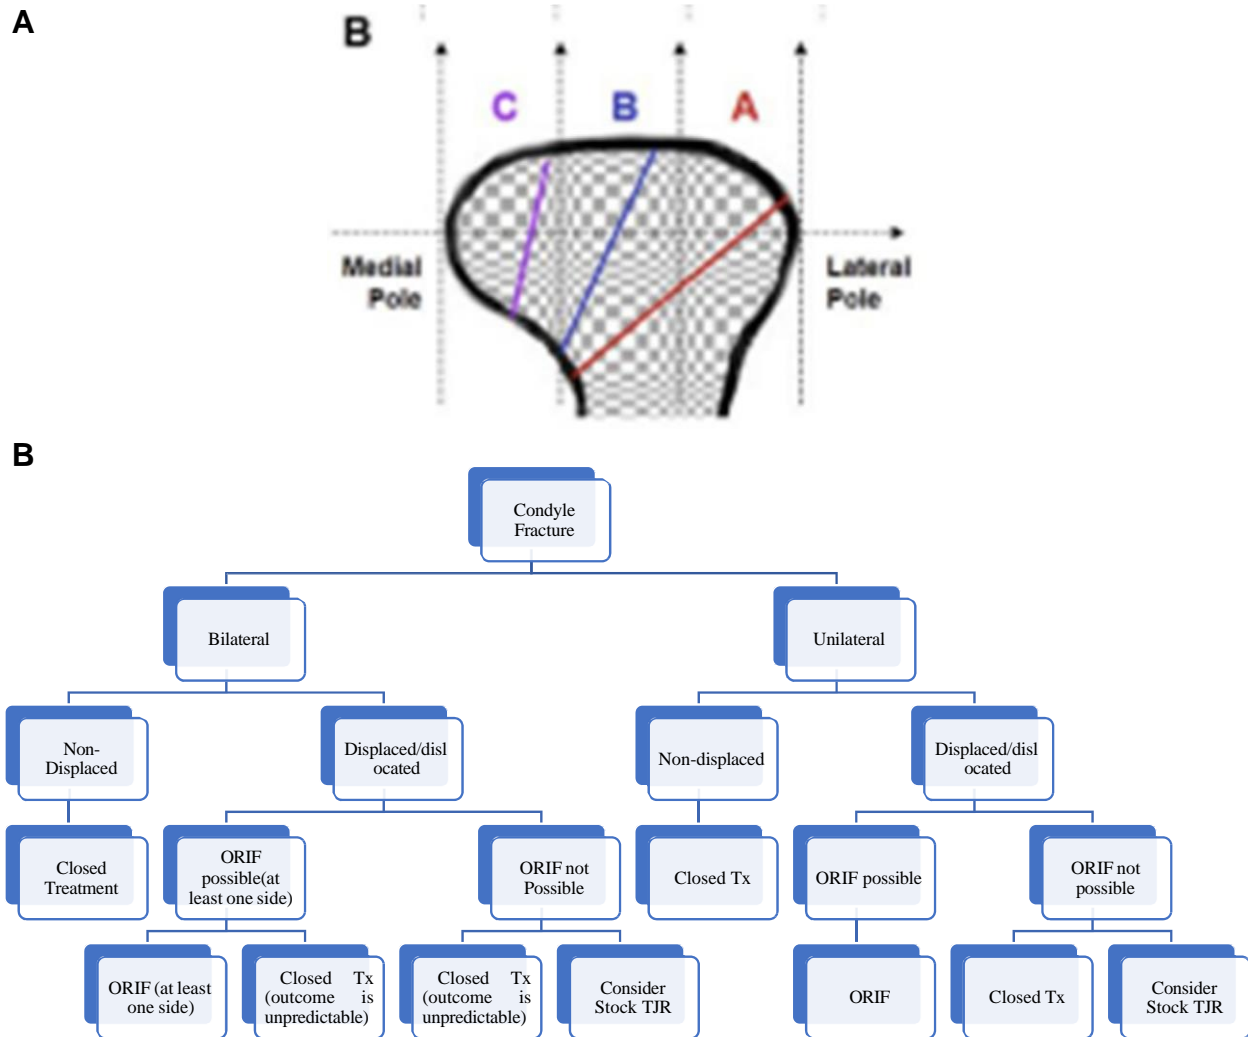 A
B
C
B
A
Medial
Pole
Lateral
Pole
B
Condyle
Fracture
Bilateral
Unilateral
Non-
Displaced
Displaced/disl
ocated
Non-displaced
Displaced/disl
ocated
Closed
Treatment
ORIF
possible(at
least one side)
ORIF not
Possible
Closed Tx
ORIF possible
ORIF not
possible
ORIF (at least
one side)
Closed Tx
(outcome is
unpredictable)
Closed Tx
(outcome is
unpredictable)
Consider
Stock TJR
ORIF
Closed Tx
Consider
Stock TJR